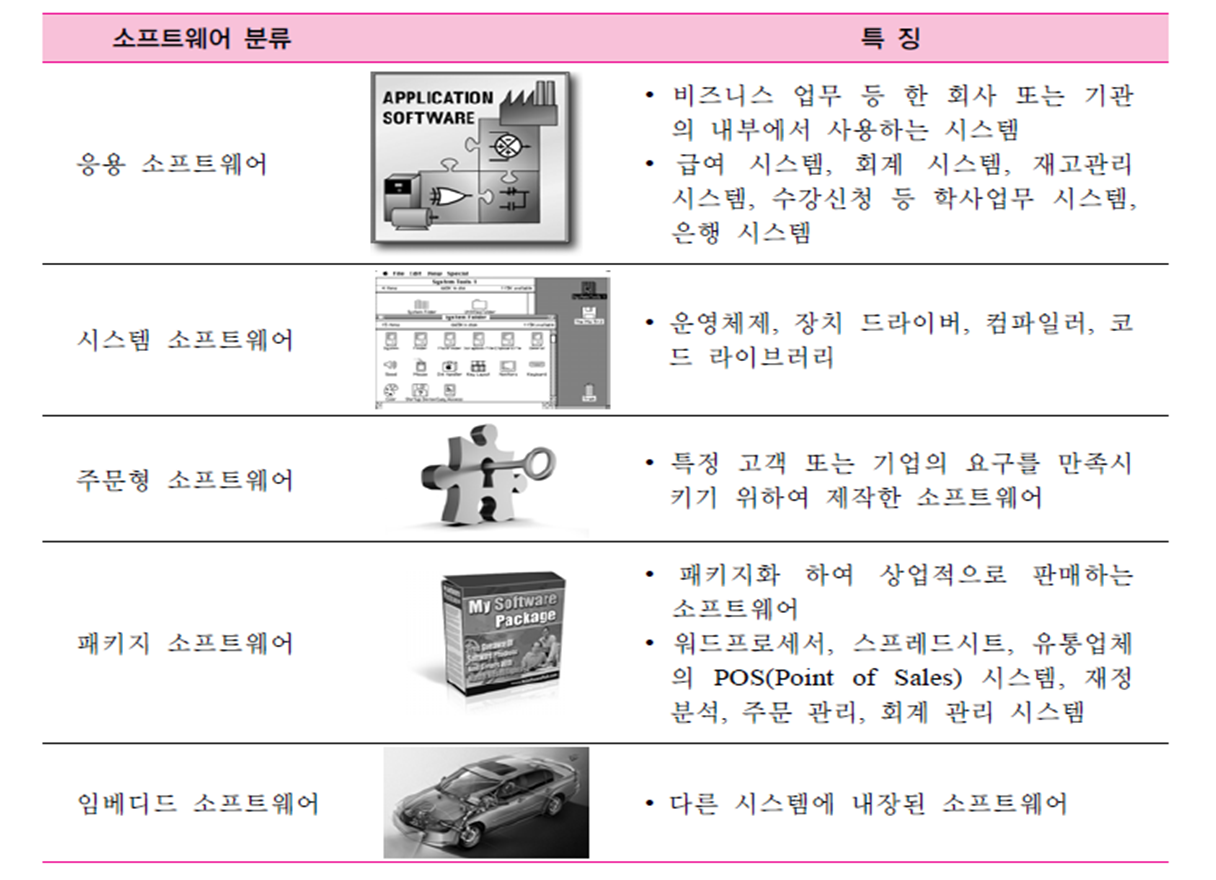 소프트웨어 분류
특 징
응용 소프트웨어
APPLICATION
SOFTWARE
• 비즈니스 업무 등 한 회사 또는 기관
의 내부에서 사용하는 시스템
• 급여 시스템, 회계 시스템, 재고관리
시스템, 수강신청 등 학사업무 시스템,
은행 시스템
시스템 소프트웨어
File Edit View Special
System Tools 1
System Folder
• 운영체제, 장치 드라이버, 컴파일러, 코
드 라이브러리
주문형 소프트웨어
• 특정 고객 또는 기업의 요구를 만족시
키기 위하여 제작한 소프트웨어
패키지 소프트웨어
My Software
Package
• 패키지화 하여 상업적으로 판매하는
소프트웨어
• 워드프로세서, 스프레드시트, 유통업체
의 POS(Point of Sales) 시스템, 재정
분석, 주문 관리, 회계 관리 시스템
임베디드 소프트웨어
• 다른 시스템에 내장된 소프트웨어